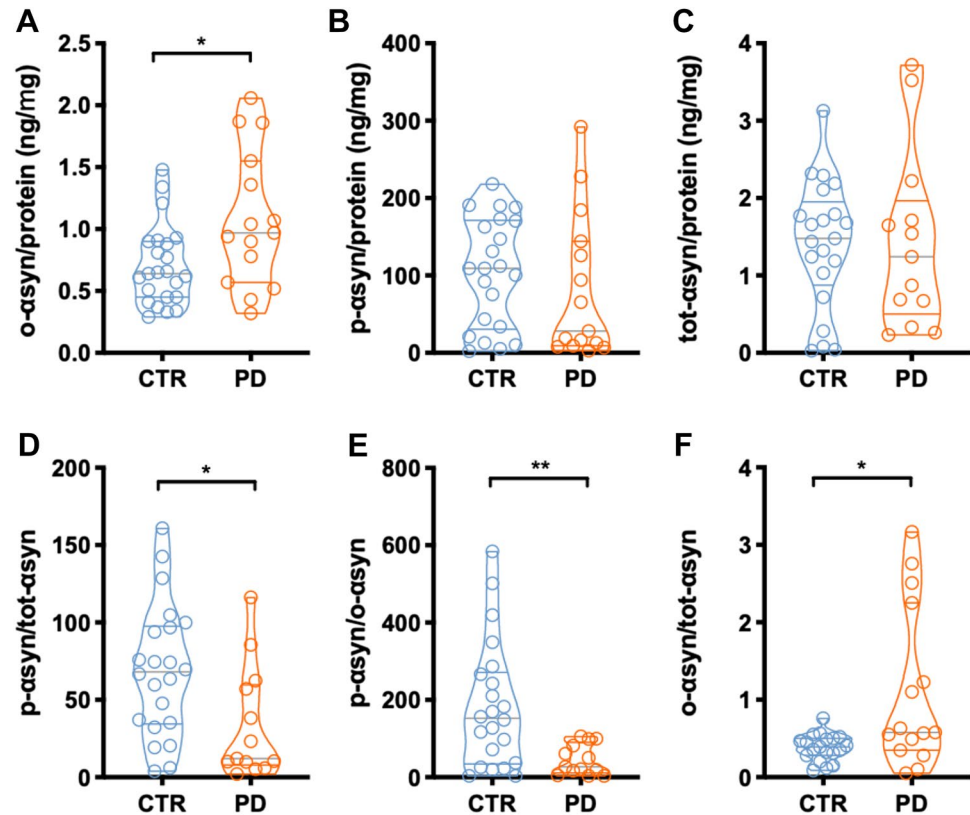 A
o-αsyn/protein (ng/mg)
2.5
2.0
1.5
1.0
0.5
0.0
*
CTR PD
B
p-αsyn/protein (ng/mg)
400
300
200
100
0
CTR PD
C
tot-αsyn/protein (ng/mg)
4
3
2
1
0
CTR PD
D
p-αsyn/tot-αsyn
200
150
100
50
0
*
CTR PD
E
p-αsyn/o-αsyn
800
600
400
200
0
**
CTR PD
F
o-αsyn/tot-αsyn
4
3
2
1
0
*
CTR PD